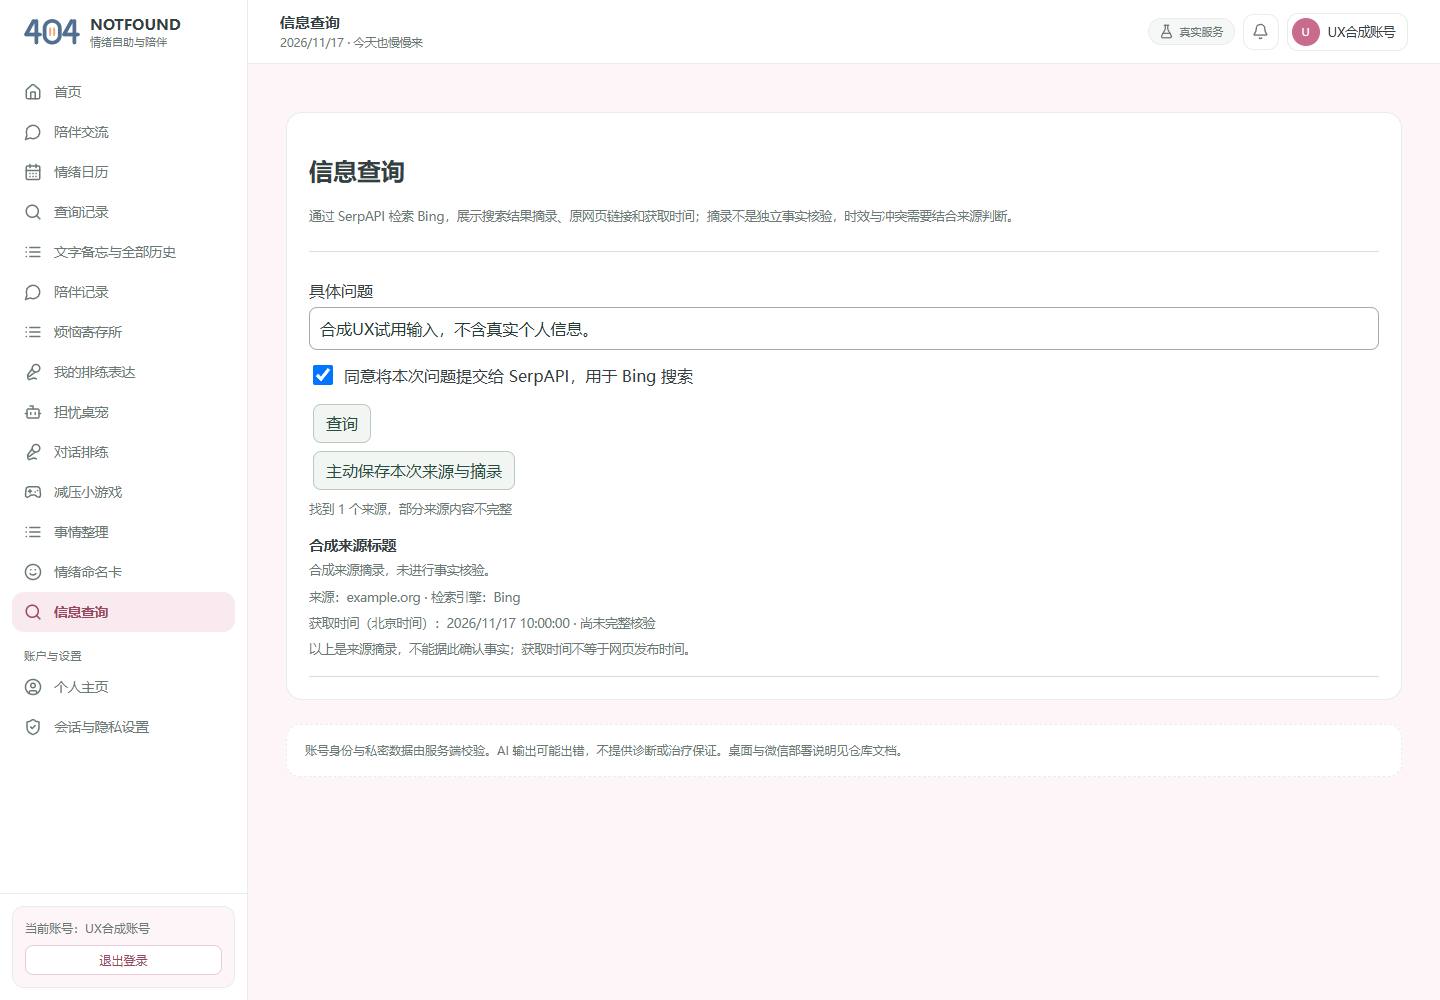 404 NOTFOUND
情绪自助与陪伴
首页
陪伴交流
情绪日历
查询记录
文字备忘与全部历史
陪伴记录
烦恼寄存所
我的排练表达
担忧桌宠
对话排练
减压小游戏
事情整理
情绪命名卡
信息查询
账户与设置
个人主页
会话与隐私设置
当前账号：UX合成账号
退出登录
信息查询
2026/11/17 · 今天也慢慢来
真实服务
U
UX合成账号
信息查询
通过 SerpAPI 检索 Bing，展示搜索结果摘录、原网页链接和获取时间；摘录不是独立事实核验，时效与冲突需要结合来源判断。
具体问题
合成UX试用输入，不含真实个人信息。
同意将本次问题提交给 SerpAPI，用于 Bing 搜索
查询
主动保存本次来源与摘录
找到 1 个来源，部分来源内容不完整
合成来源标题
合成来源摘录，未进行事实核验。
来源：example.org · 检索引擎：Bing
获取时间（北京时间）：2026/11/17 10:00:00 · 尚未完整核验
以上是来源摘录，不能据此确认事实；获取时间不等于网页发布时间。
账号身份与私密数据由服务端校验。AI 输出可能出错，不提供诊断或治疗保证。桌面与微信部署说明见仓库文档。